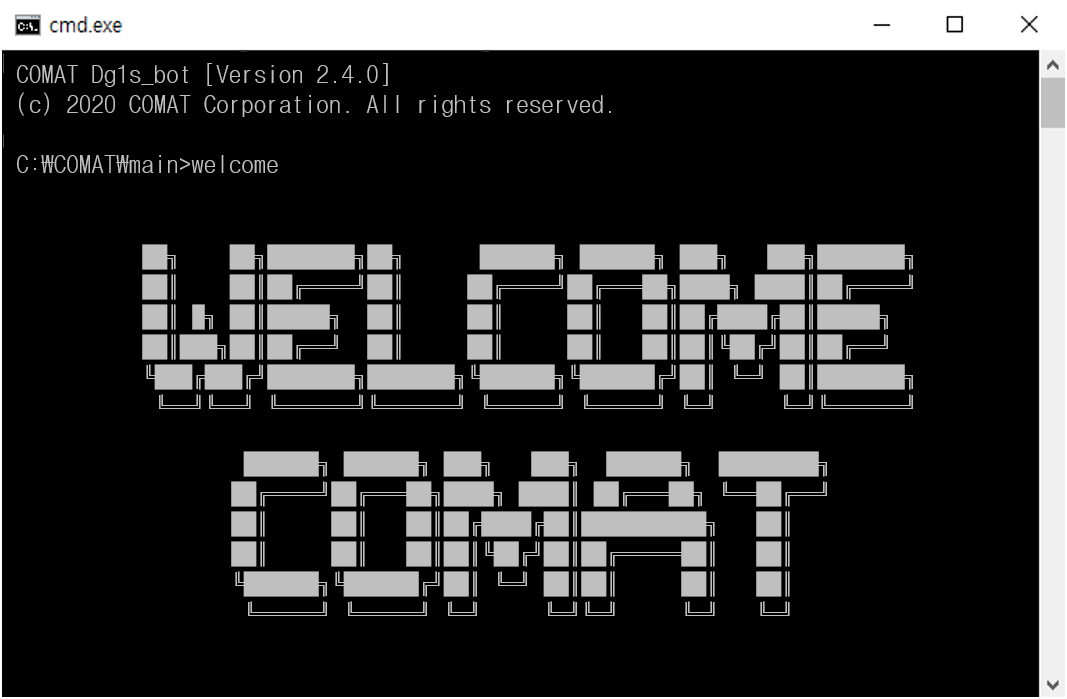 cmd.exe
COMAT Dg1s_bot [Version 2.4.0]
(c) 2020 COMAT Corporation. All rights reserved.
C:₩COMAT₩main>welcome
WELCOME
COMAT